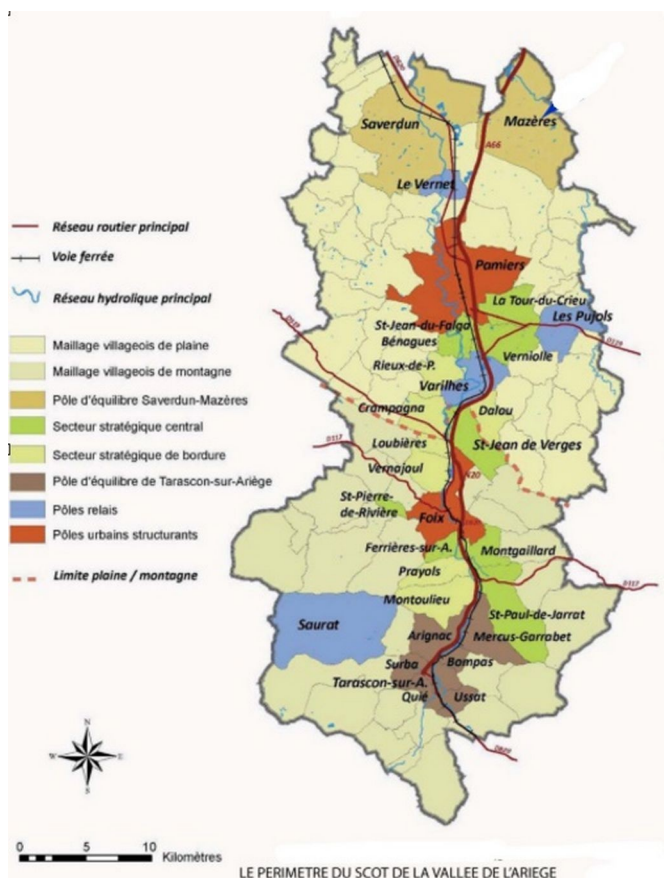 D820
Saverdun
Mazères
A66
Le Vernet
Réseau routier principal
Voie ferrée
Réseau hydrolique principal
Pamiers
La Tour-du-Crieu
Les Pujols
St-Jean-du-Falga
Bénagues
D119
D119
Verniolle
Rieux-de-P.
Varilhes
Maillage villageois de plaine
Maillage villageois de montagne
Pôle d'équilibre Saverdun-Mazères
Secteur stratégique central
Secteur stratégique de bordure
Pôle d'équilibre de Tarascon-sur-Ariège
Pôles relais
Pôles urbains structurants
Limite plaine / montagne
Crampagna
Dalou
Loubières
St-Jean de Verges
D117
Vernajoul
N20
St-Pierre-
de-Rivière
Foix
Ferrières-sur-A.
Montgaillard
Prayols
D117
Montoulieu
St-Paul-de-Jarrat
Saurat
Arignac
Mercus-Garrabet
Surba
Bompas
Tarascon-sur-A.
Quié
Ussat
N
W
E
S
0 5 10
Kilomètres
LE PERIMETRE DU SCOT DE LA VALLEE DE L'ARIEGE